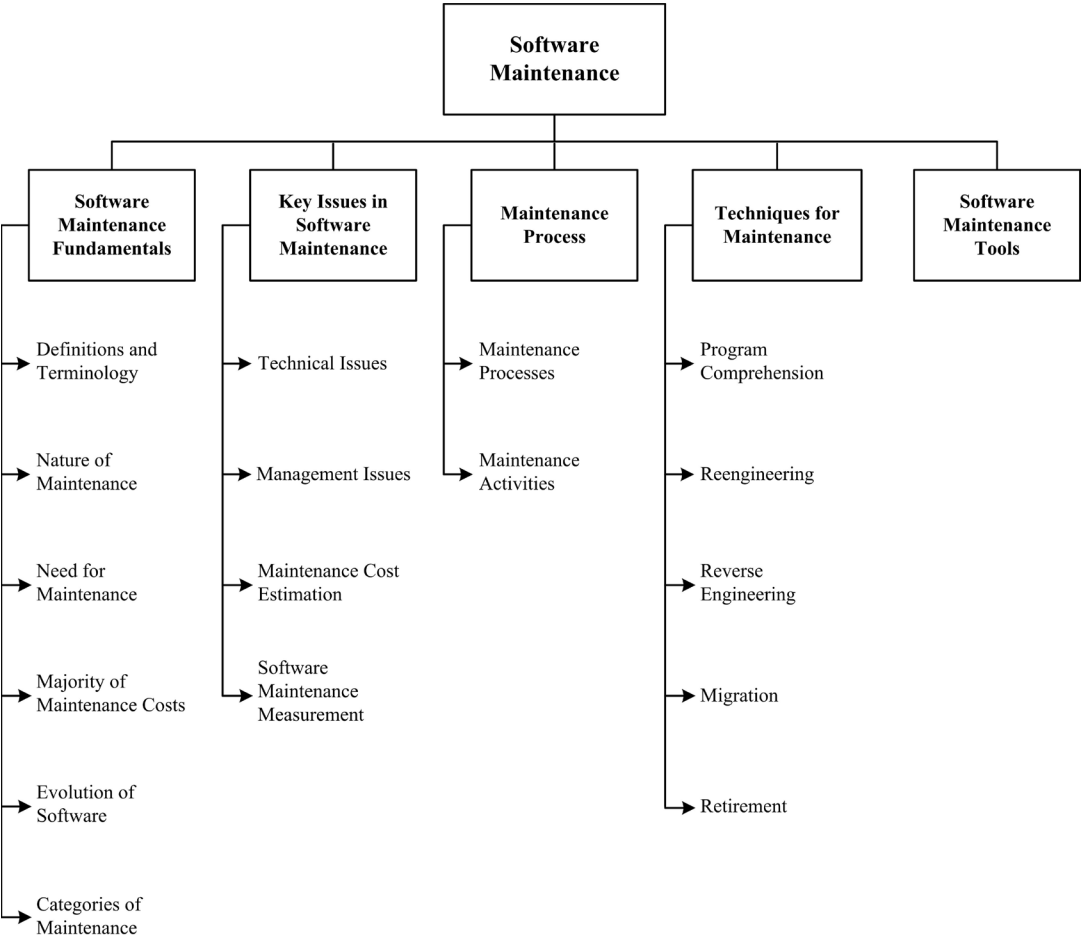 Software
Maintenance
Software
Maintenance
Fundamentals
Key Issues in
Software
Maintenance
Maintenance
Process
Techniques for
Maintenance
Software
Maintenance
Tools
Definitions and
Terminology
Nature of
Maintenance
Need for
Maintenance
Majority of
Maintenance Costs
Evolution of
Software
Categories of
Maintenance
Technical Issues
Management Issues
Maintenance Cost
Estimation
Software
Maintenance
Measurement
Maintenance
Processes
Maintenance
Activities
Program
Comprehension
Reengineering
Reverse
Engineering
Migration
Retirement